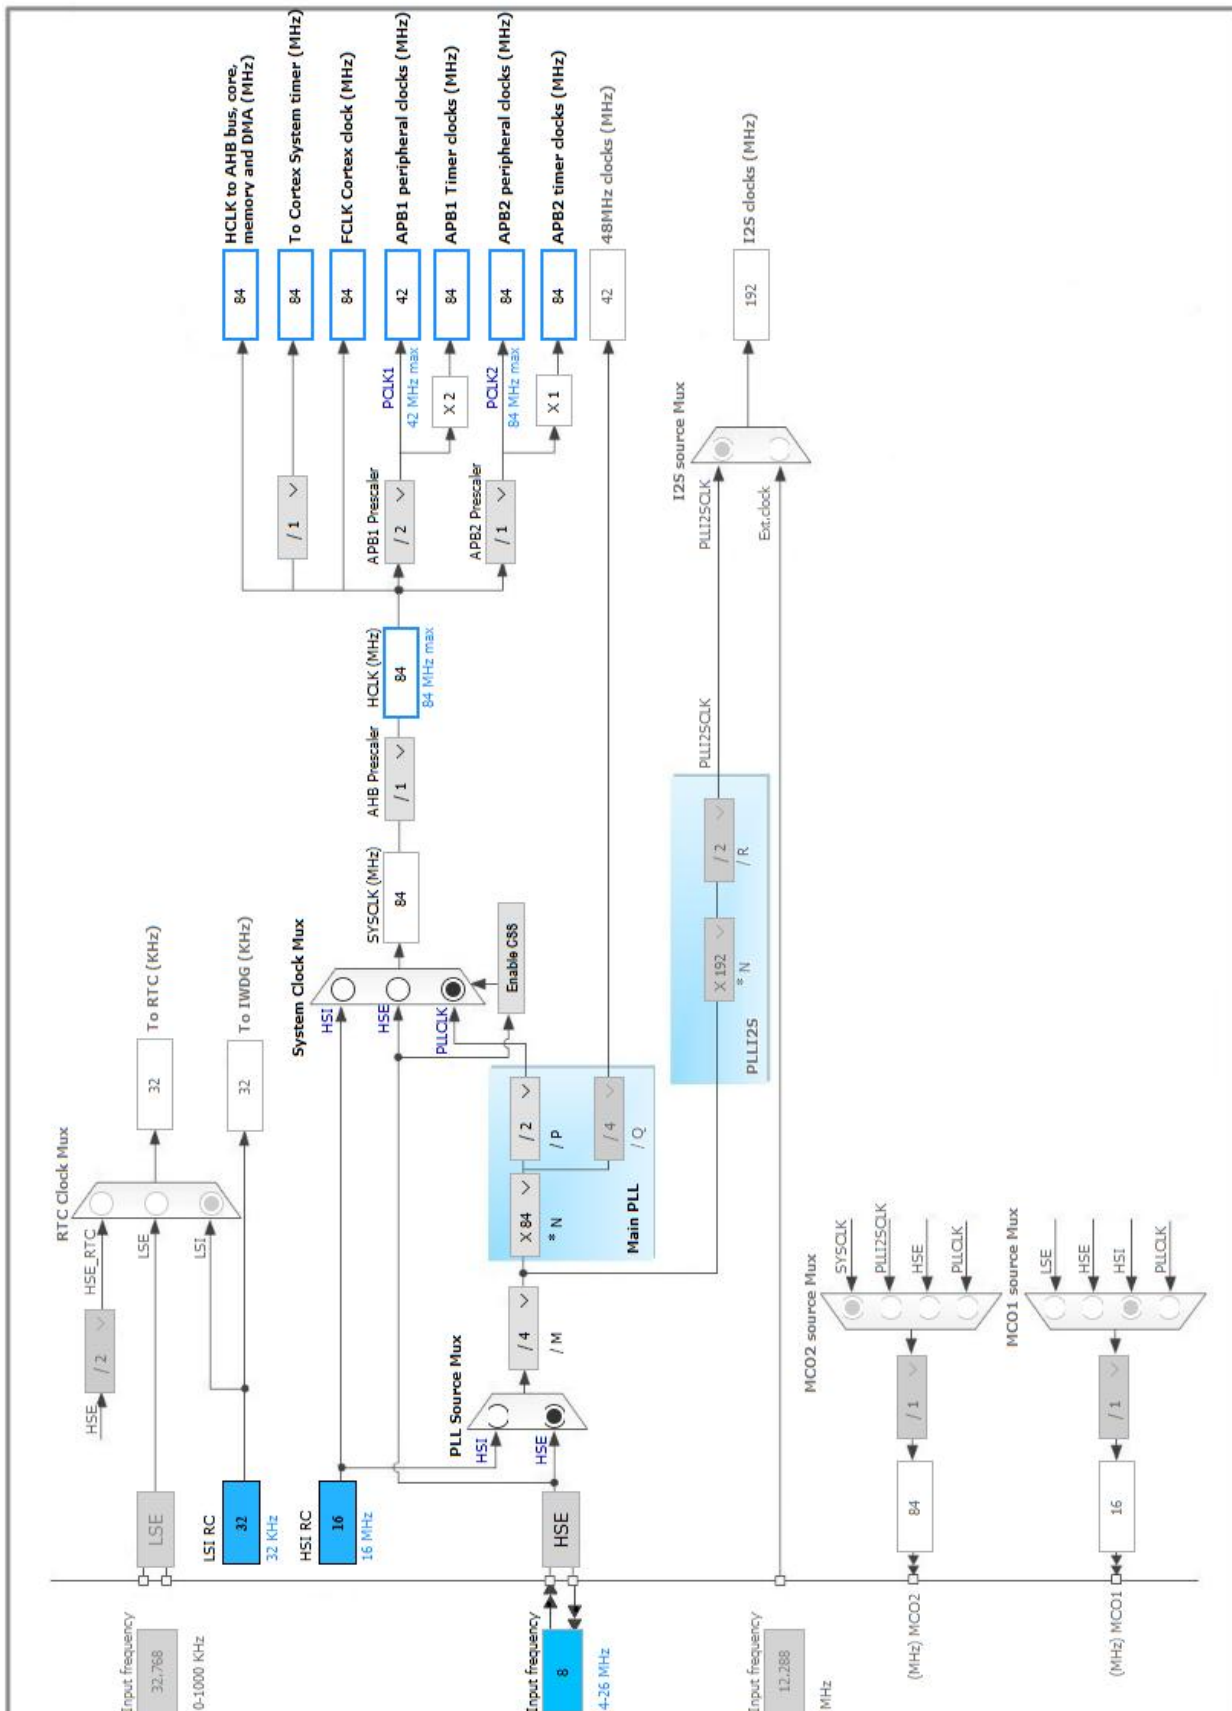 Input frequency
32.768
0-1000 KHz
LSE
HSE
/ 2
HSE_RTC
LSE
LSI
RTC Clock Mux
32
To RTC (KHz)
LSI RC
32
32 KHz
32
To IWDG (KHz)
HSI RC
16
16 MHz
System Clock Mux
HSI
HSE
PLLCLK
Enable CSS
SYSCLK (MHz)
84
AHB Prescaler
/ 1
HCLK (MHz)
84
84 MHz max
84
HCLK to AHB bus, core,
memory and DMA (MHz)
/ 1
84
To Cortex System timer (MHz)
84
FCLK Cortex clock (MHz)
APB1 Prescaler
/ 2
PCLK1
42 MHz max
42
APB1 peripheral clocks (MHz)
X 2
84
APB1 Timer clocks (MHz)
APB2 Prescaler
/ 1
PCLK2
84 MHz max
84
APB2 peripheral clocks (MHz)
X 1
84
APB2 timer clocks (MHz)
42
48MHz clocks (MHz)
Input frequency
8
4-26 MHz
HSE
PLL Source Mux
HSI
HSE
/ 4
/ M
X 84
* N
/ 2
/ P
/ 4
/ Q
Main PLL
PLLI2S
X 192
* N
/ 2
/ R
PLLI2SCLK
I2S source Mux
PLLI2SCLK
Ext.clock
192
I2S clocks (MHz)
Input frequency
12.288
MHz
MCO2 source Mux
SYSCLK
PLLI2SCLK
HSE
PLLCLK
/ 1
84
(MHz) MCO2
MCO1 source Mux
LSE
HSE
HSI
PLLCLK
/ 1
16
(MHz) MCO1